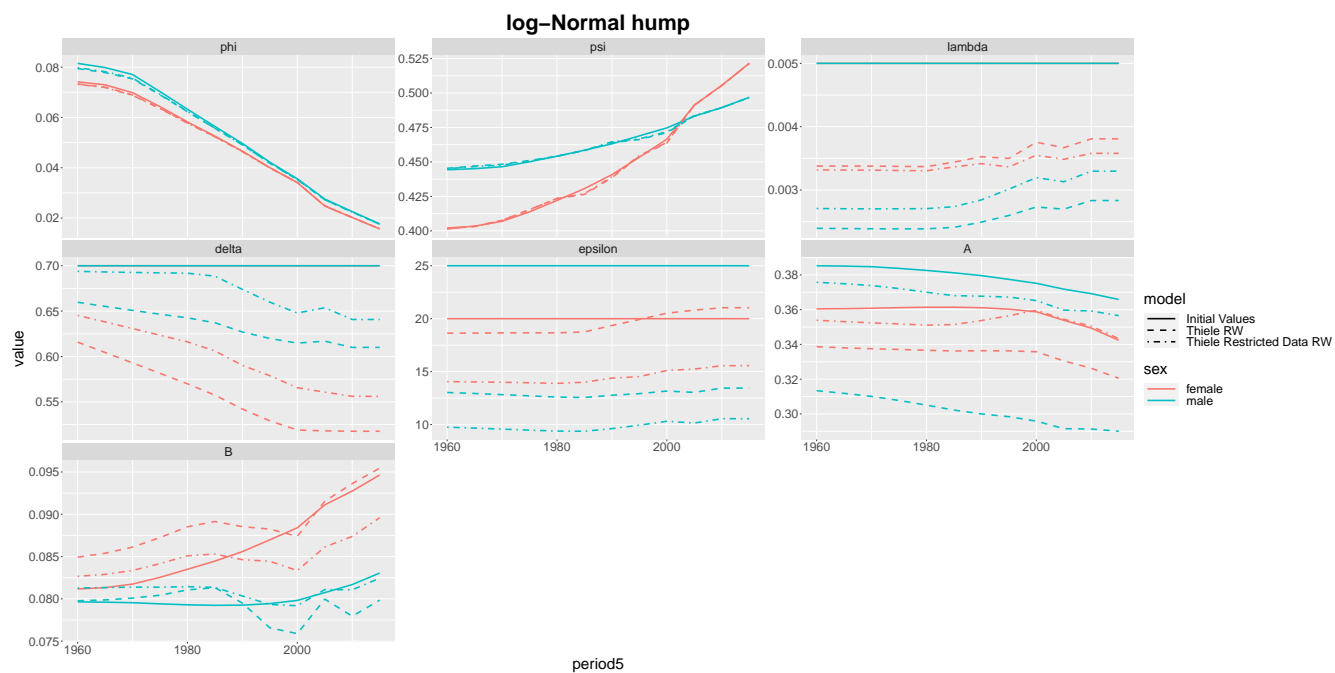 log−Normal hump
phi
psi
lambda
0.08
0.06
0.04
0.02
0.525
0.500
0.475
0.450
0.425
0.400
0.005
0.004
0.003
delta
epsilon
A
0.70
0.65
0.60
0.55
25
20
15
10
1960
1980
2000
0.38
0.36
0.34
0.32
0.30
1960
1980
2000
B
0.095
0.090
0.085
0.080
0.075
1960
1980
2000
value
period5
model
Initial Values
Thiele RW
Thiele Restricted Data RW
sex
female
male